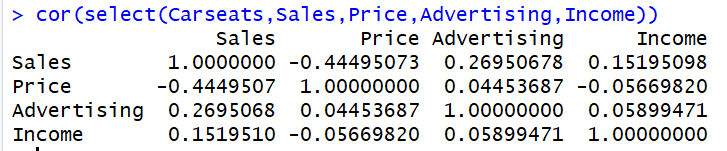 > cor(select(Carseats,Sales,Price,Advertising,Income))
Sales Price Advertising Income
Sales 1.0000000 -0.44495073 0.26950678 0.15195098
Price -0.4449507 1.00000000 0.04453687 -0.05669820
Advertising 0.2695068 0.04453687 1.00000000 0.05899471
Income 0.1519510 -0.05669820 0.05899471 1.00000000